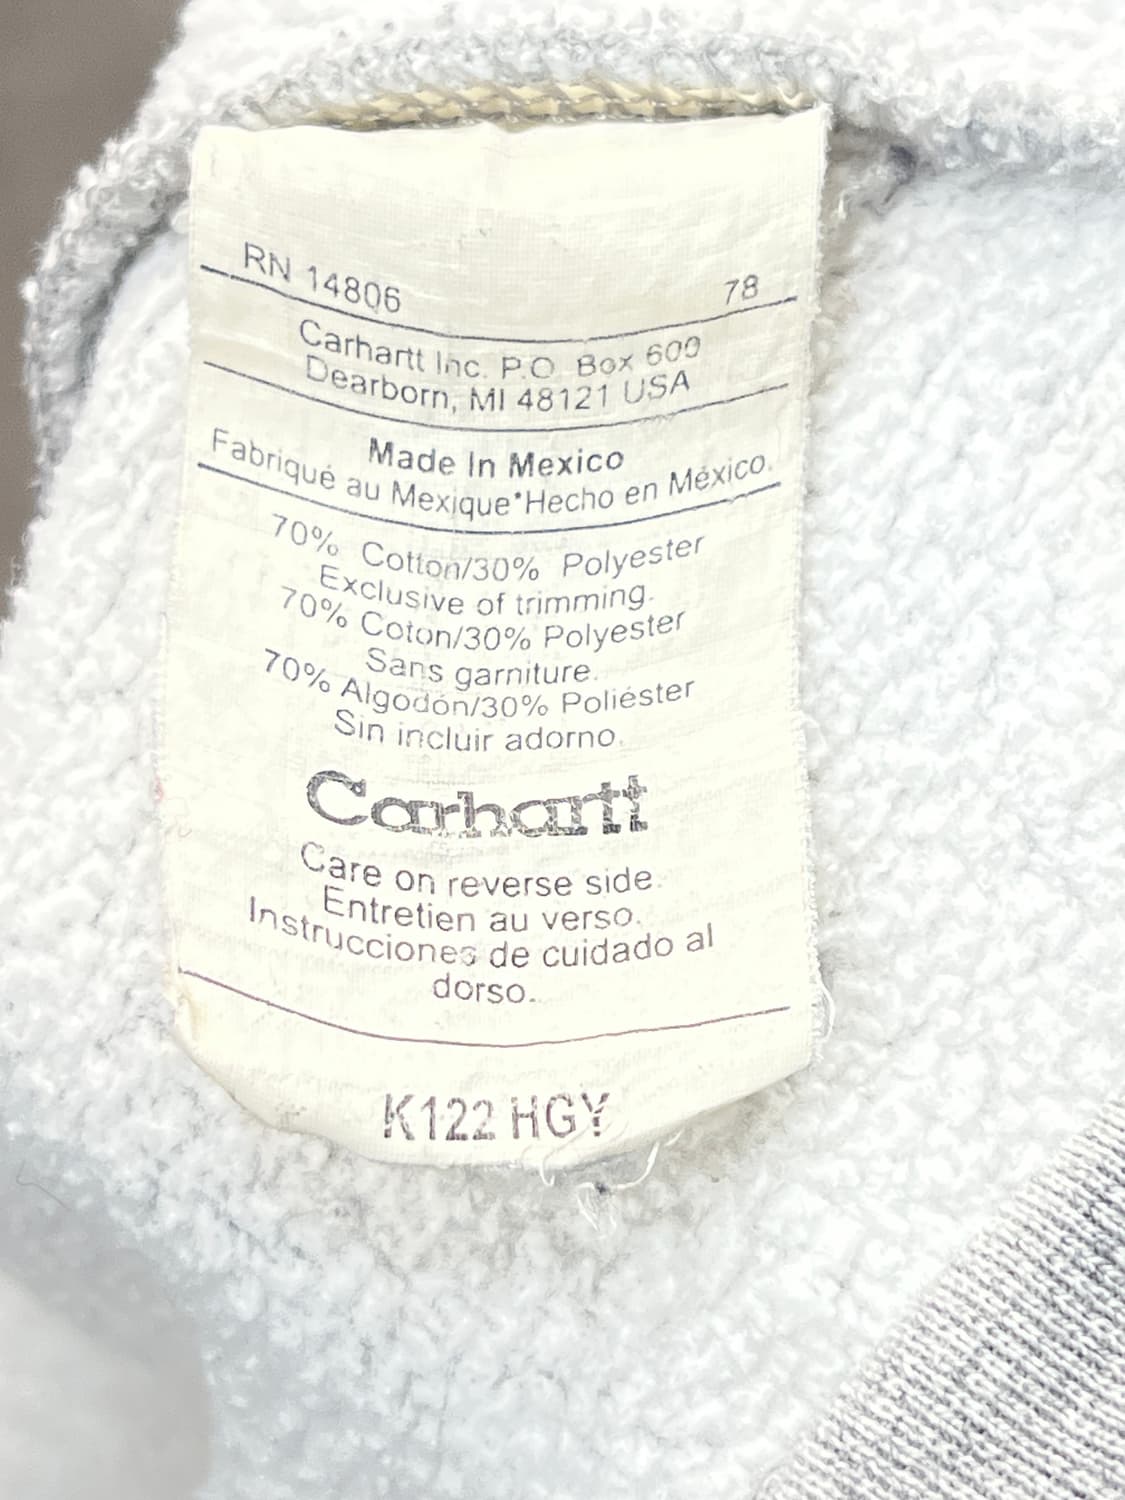 RN 14806 78
Carhartt Inc. P.O. Box 600
Dearborn, MI 48121 USA
Made In Mexico
Fabriqué au Mexique*Hecho en México.
70% Cotton/30% Polyester
Exclusive of trimming.
70% Coton/30% Polyester
Sans garniture.
70% Algodón/30% Poliéster
Sin incluir adorno.
Carhartt
Care on reverse side.
Entretien au verso.
Instrucciones de cuidado al
dorso.
K122 HGY